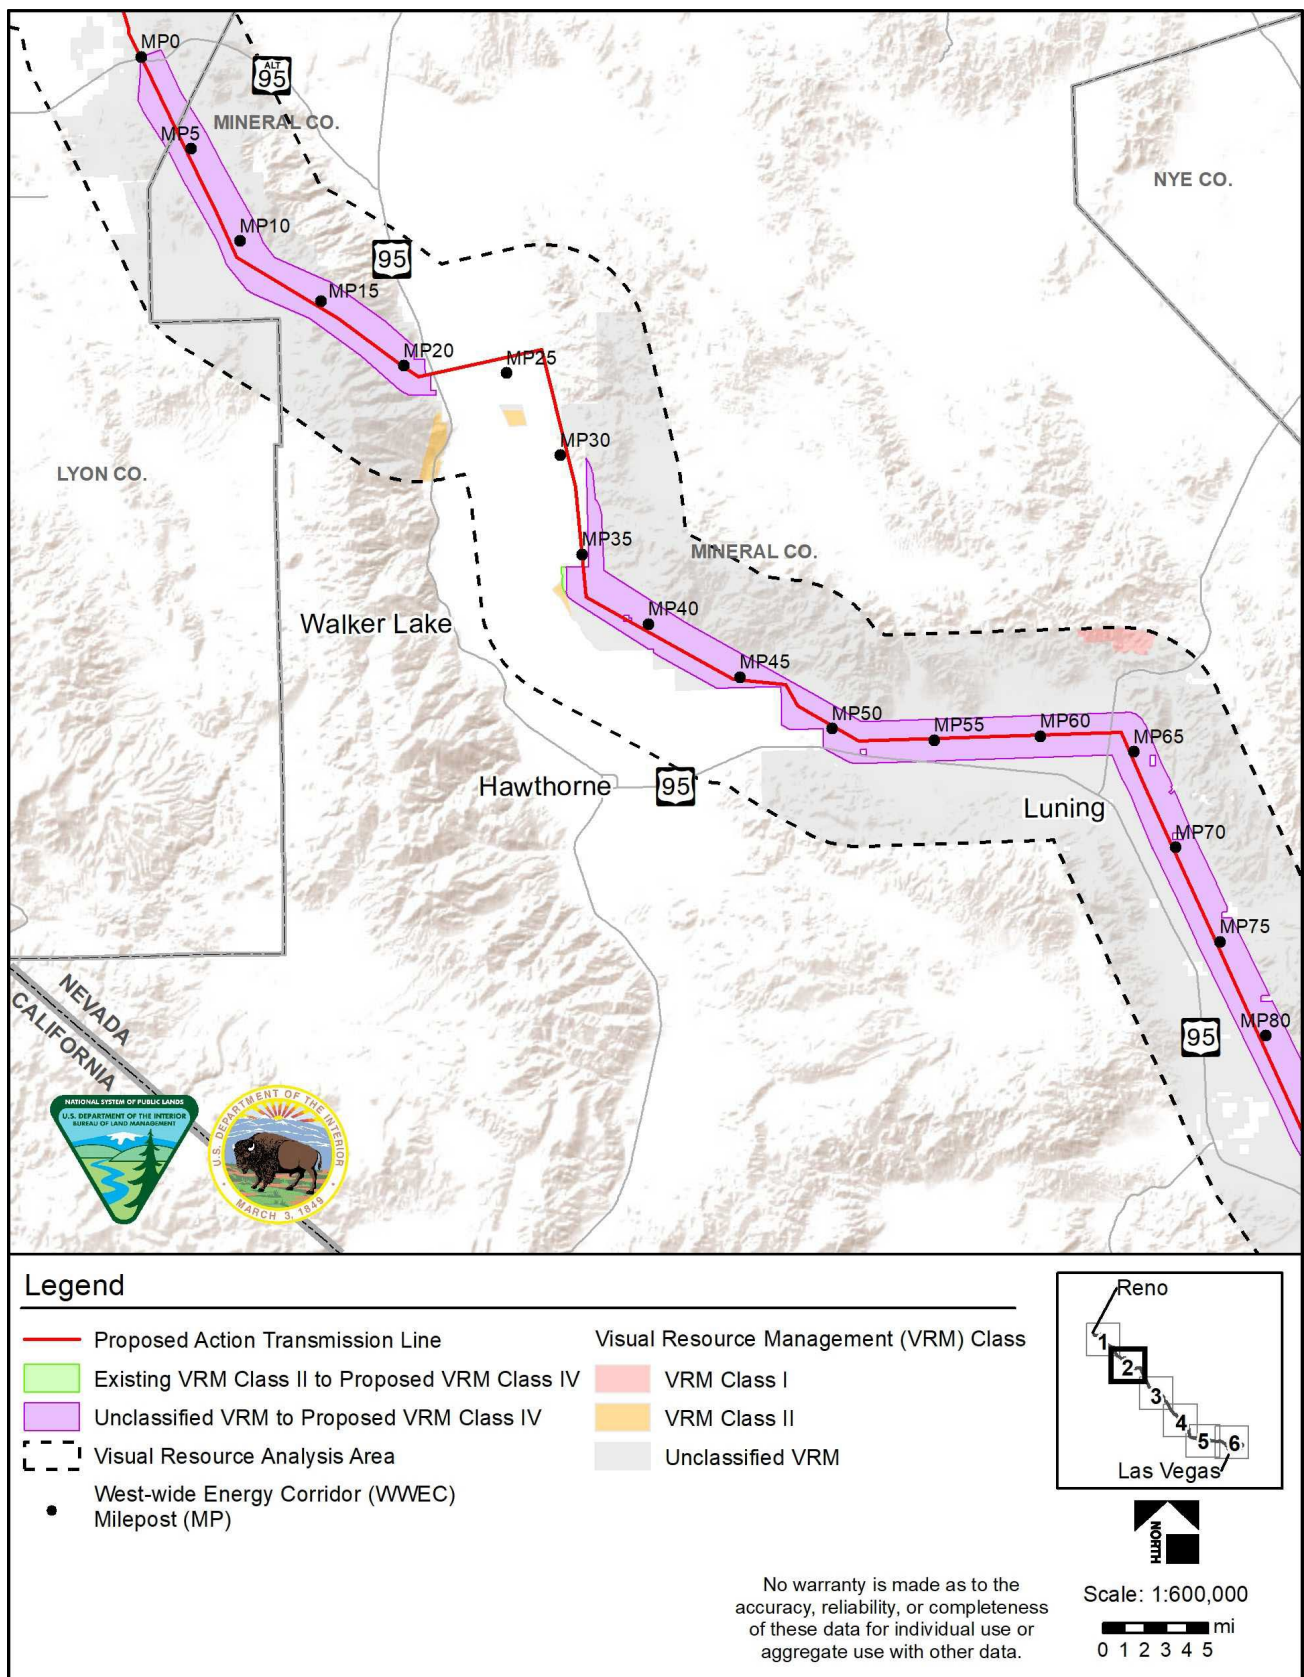 MP0
ALT
95
MINERAL CO.
MP5
NYE CO.
MP10
95
MP15
MP20
MP25
MP30
LYON CO.
MP35
MINERAL CO.
Walker Lake
MP40
MP45
MP50
MP55
MP60
MP65
Hawthorne
95
Luning
MP70
MP75
NEVADA
CALIFORNIA
MP80
95
NATIONAL SYSTEM OF PUBLIC LANDS
U.S. DEPARTMENT OF THE INTERIOR
BUREAU OF LAND MANAGEMENT
U.S. DEPARTMENT OF THE INTERIOR
MARCH 3, 1849
Legend
Proposed Action Transmission Line
Existing VRM Class II to Proposed VRM Class IV
Unclassified VRM to Proposed VRM Class IV
Visual Resource Analysis Area
West-wide Energy Corridor (WWEC)
Milepost (MP)
Visual Resource Management (VRM) Class
VRM Class I
VRM Class II
Unclassified VRM
Reno
1
2
3
4
5
6
Las Vegas
NORTH
No warranty is made as to the
accuracy, reliability, or completeness
of these data for individual use or
aggregate use with other data.
Scale: 1:600,000
mi
0 1 2 3 4 5